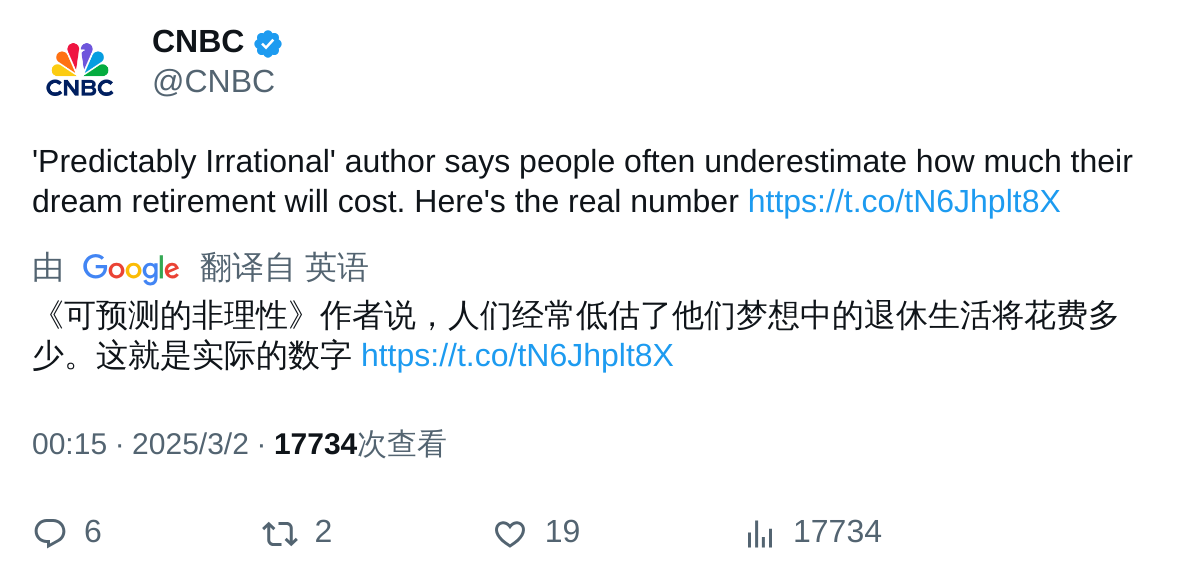 CNBC
CNBC
@CNBC
'Predictably Irrational' author says people often underestimate how much their
dream retirement will cost. Here's the real number https://t.co/tN6Jhplt8X
由 Google 翻译自 英语
《可预测的非理性》作者说，人们经常低估了他们梦想中的退休生活将花费多
少。这就是实际的数字 https://t.co/tN6Jhplt8X
00:15 · 2025/3/2 · 17734次查看
6 2 19 17734